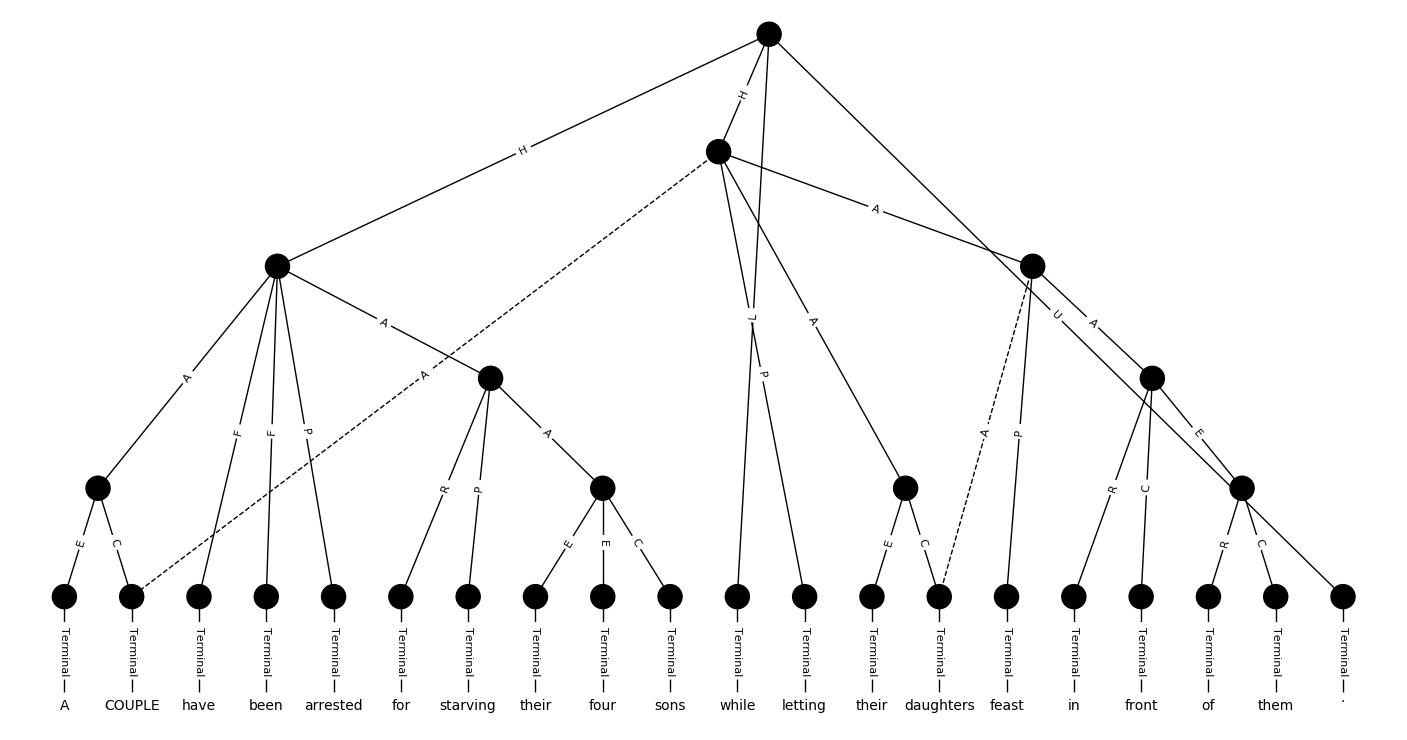 H
H
A
L
U
A
A
A
A
A
P
F
F
P
A
A
P
E
R
P
R
C
E
C
E
E
C
E
C
R
C
Terminal Terminal Terminal Terminal Terminal Terminal Terminal Terminal Terminal Terminal Terminal Terminal Terminal Terminal Terminal Terminal Terminal Terminal Terminal Terminal
A COUPLE have been arrested for starving their four sons while letting their daughters feast in front of them .